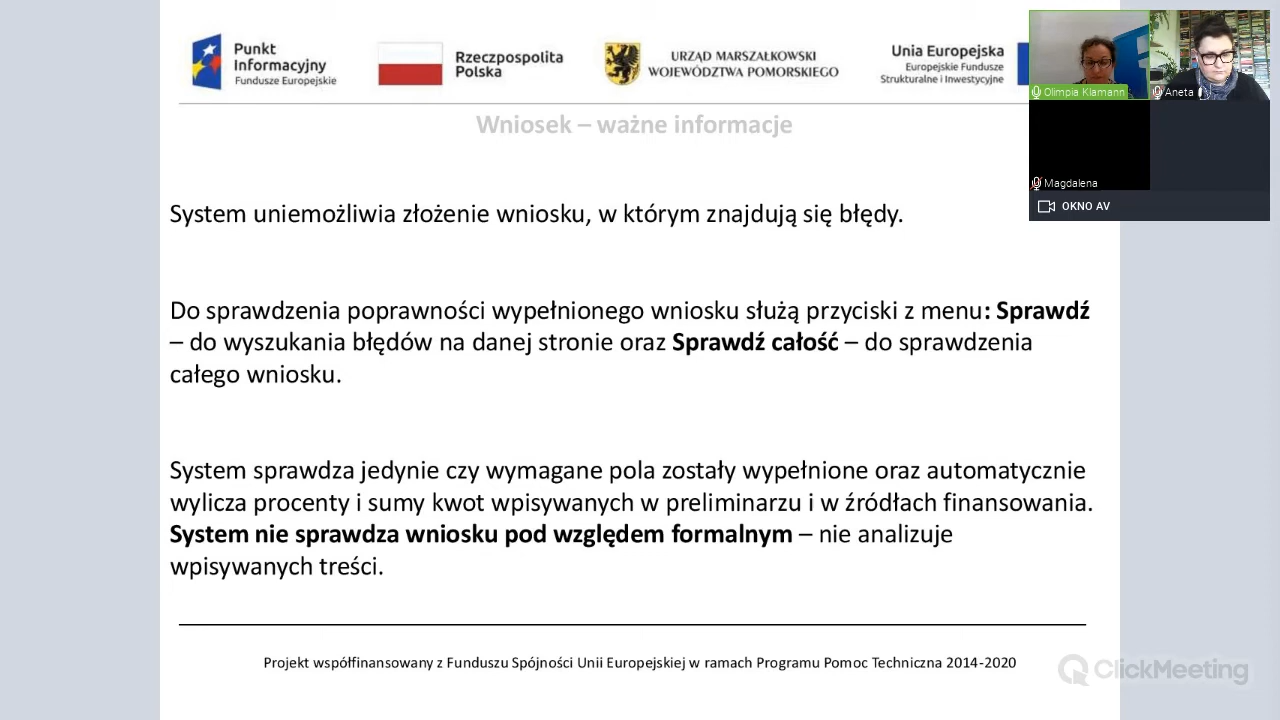 Punkt
Informacyjny
Fundusze Europejskie
Rzeczpospolita
Polska
URZĄD MARSZAŁKOWSKI
WOJEWÓDZTWA POMORSKIEGO
Unia Europejska
Europejskie Fundusze
Strukturalne i Inwestycyjne
Olimpia Klamann
Aneta
Magdalena
OKNO AV
Wniosek – ważne informacje
System uniemożliwia złożenie wniosku, w którym znajdują się błędy.
Do sprawdzenia poprawności wypełnionego wniosku służą przyciski z menu: Sprawdź
– do wyszukania błędów na danej stronie oraz Sprawdź całość – do sprawdzenia
całego wniosku.
System sprawdza jedynie czy wymagane pola zostały wypełnione oraz automatycznie
wylicza procenty i sumy kwot wpisywanych w preliminarzu i w źródłach finansowania.
System nie sprawdza wniosku pod względem formalnym – nie analizuje
wpisywanych treści.
Projekt współfinansowany z Funduszu Spójności Unii Europejskiej w ramach Programu Pomoc Techniczna 2014-2020
ClickMeeting